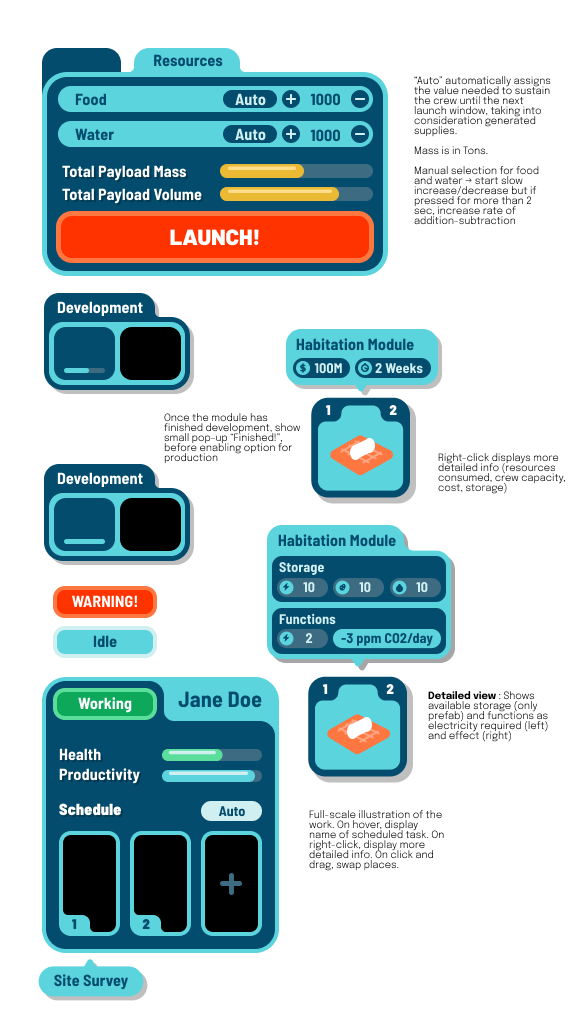 Resources
Food Auto + 1000 −
Water Auto + 1000 −
Total Payload Mass
Total Payload Volume
LAUNCH!
"Auto" automatically assigns
the value needed to sustain
the crew until the next
launch window, taking into
consideration generated
supplies.
Mass is in Tons.
Manual selection for food
and water → start slow
increase/decrease but if
pressed for more than 2
sec, increase rate of
addition-subtraction
Development
Habitation Module
$ 100M 2 Weeks
1 2
Once the module has
finished development, show
small pop-up "Finished!",
before enabling option for
production
Right-click displays more
detailed info (resources
consumed, crew capacity,
cost, storage)
Development
Habitation Module
Storage
10 10 10
Functions
2 -3 ppm CO2/day
WARNING!
Idle
1 2
Detailed view : Shows
available storage (only
prefab) and functions as
electricity required (left)
and effect (right)
Working
Jane Doe
Health
Productivity
Schedule Auto
1 2 +
Full-scale illustration of the
work. On hover, display
name of scheduled task. On
right-click, display more
detailed info. On click and
drag, swap places.
Site Survey